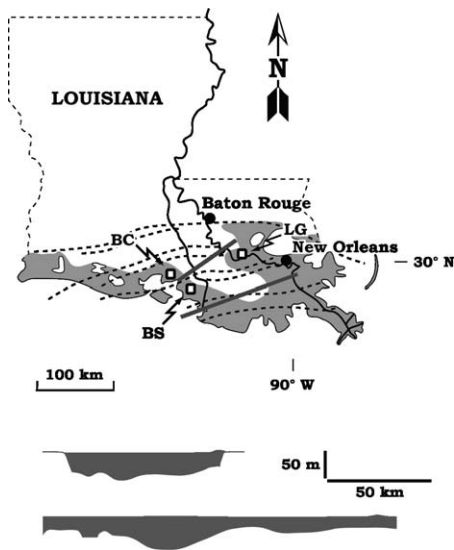 N
LOUISIANA
Baton Rouge
LG
BC
New Orleans
30° N
BS
100 km
90° W
50 m
50 km